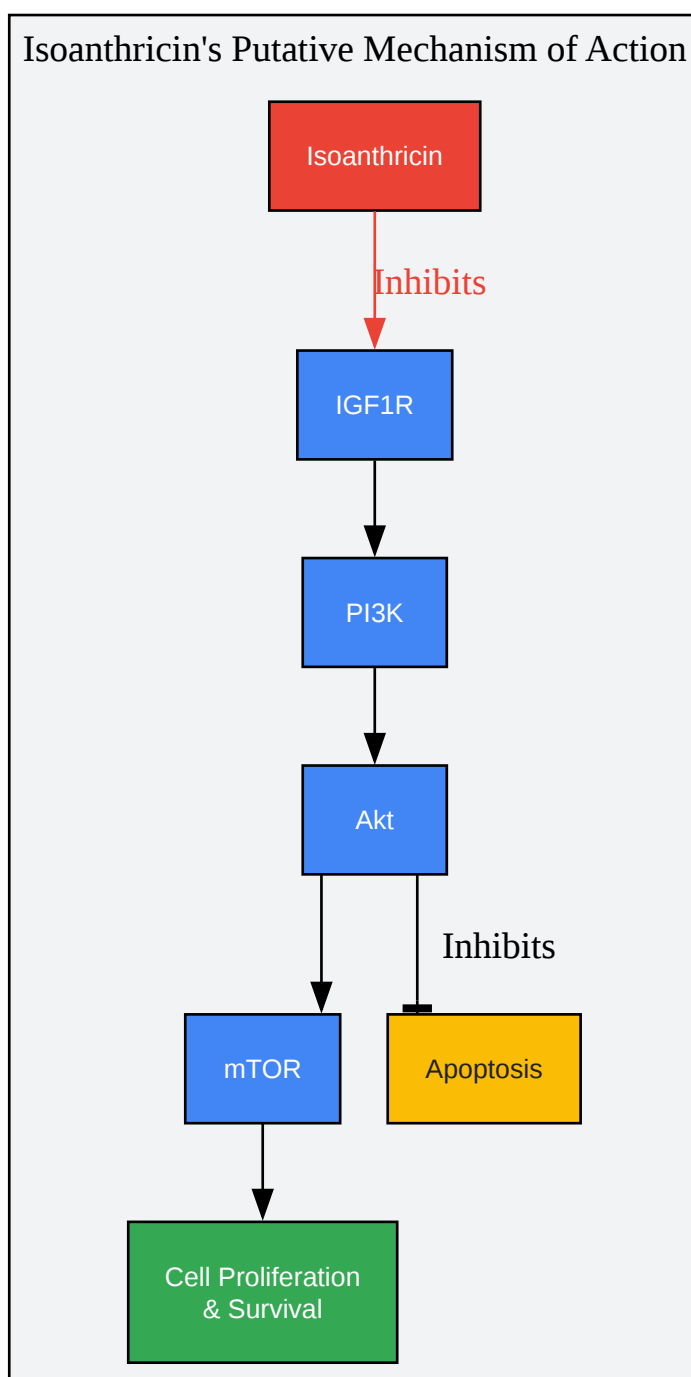 Isoanthricin's Putative Mechanism of Action
Isoanthricin
Inhibits
IGF1R
PI3K
Akt
Inhibits
mTOR
Apoptosis
Cell Proliferation
& Survival